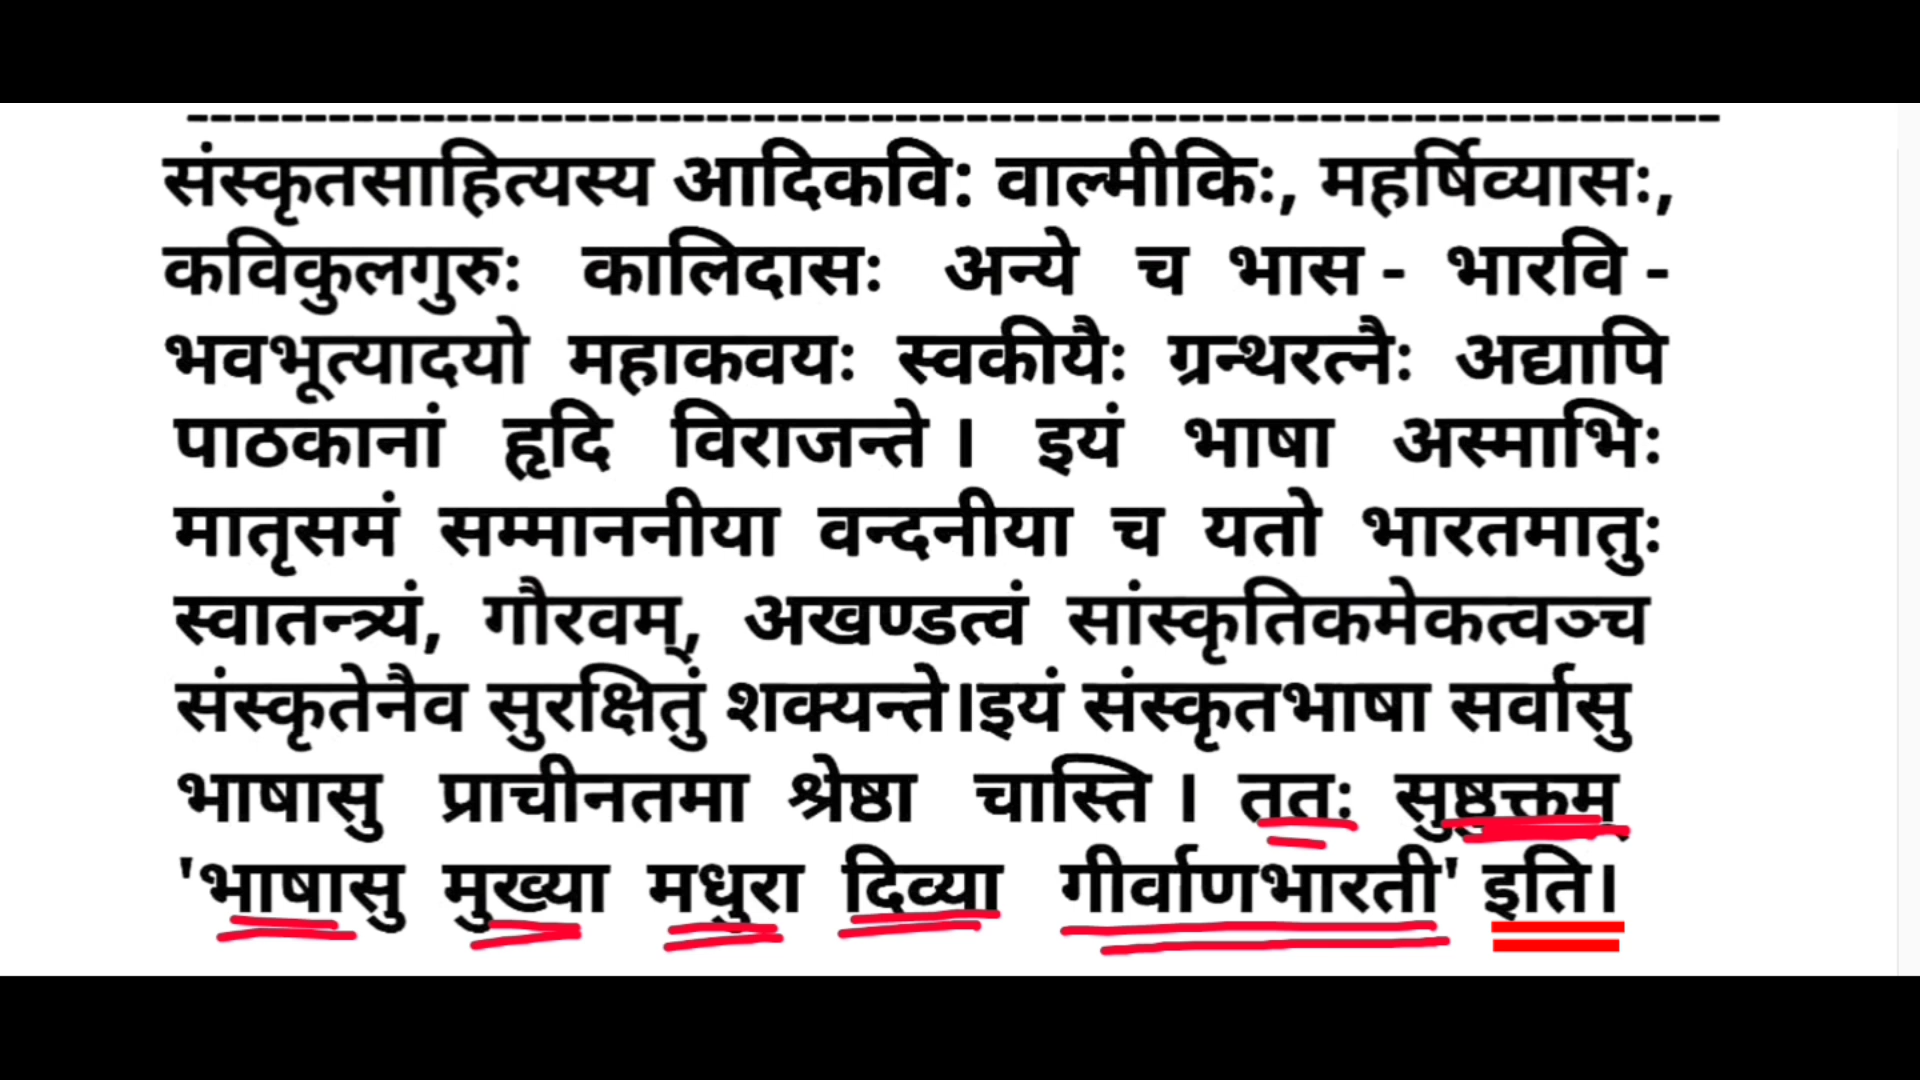 संस्कृतसाहित्यस्य आदिकवि: वाल्मीकिः, महर्षिव्यासः,
कविकुलगुरुः कालिदासः अन्ये च भास - भारवि -
भवभूत्यादयो महाकवयः स्वकीयैः ग्रन्थरत्नैः अद्यापि
पाठकानां हृदि विराजन्ते । इयं भाषा अस्माभिः
मातृसमं सम्माननीया वन्दनीया च यतो भारतमातुः
स्वातन्त्र्यं, गौरवम्, अखण्डत्वं सांस्कृतिकमेकत्वञ्च
संस्कृतेनैव सुरक्षितुं शक्यन्ते।इयं संस्कृतभाषा सर्वासु
भाषासु प्राचीनतमा श्रेष्ठा चास्ति । ततः सुष्ठुक्तम्
'भाषासु मुख्या मधुरा दिव्या गीर्वाणभारती' इति।